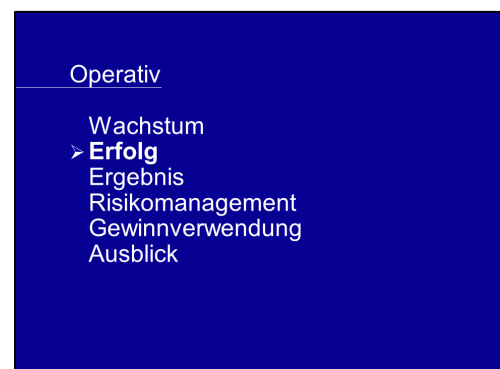 Operativ
Wachstum
➢ Erfolg
Ergebnis
Risikomanagement
Gewinnverwendung
Ausblick